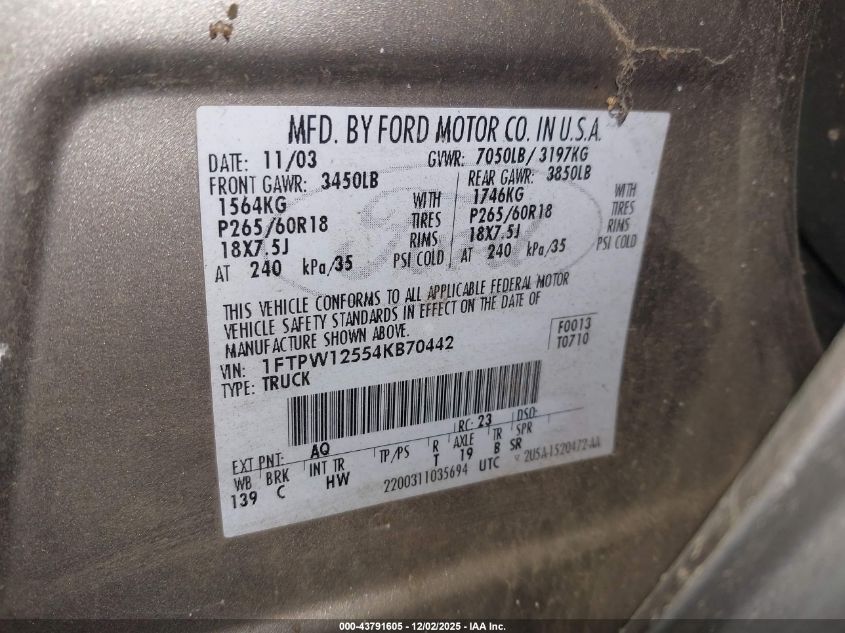 MFD. BY FORD MOTOR CO. IN U.S.A.
DATE: 11/03 GVWR: 7050LB/ 3197KG
FRONT GAWR: 3450LB REAR GAWR: 3850LB
1564KG WITH 1746KG WITH
P265/60R18 TIRES P265/60R18 TIRES
18X7.5J RIMS 18X7.5J RIMS
AT 240 kPa/35 PSI COLD AT 240 kPa/35 PSI COLD
THIS VEHICLE CONFORMS TO ALL APPLICABLE FEDERAL MOTOR
VEHICLE SAFETY STANDARDS IN EFFECT ON THE DATE OF
MANUFACTURE SHOWN ABOVE.
F0013
VIN: 1FTPW12554KB70442 T0710
TYPE: TRUCK
RC: 23 DSO:
EXT PNT: AQ
WB BRK INT TR TP/PS R AXLE TR SPR
139 C HW T 19 B SR
2200311035694 UTC 2U5A-1520472-AA
Ford
000-43791605 - 12/02/2025 - IAA Inc.